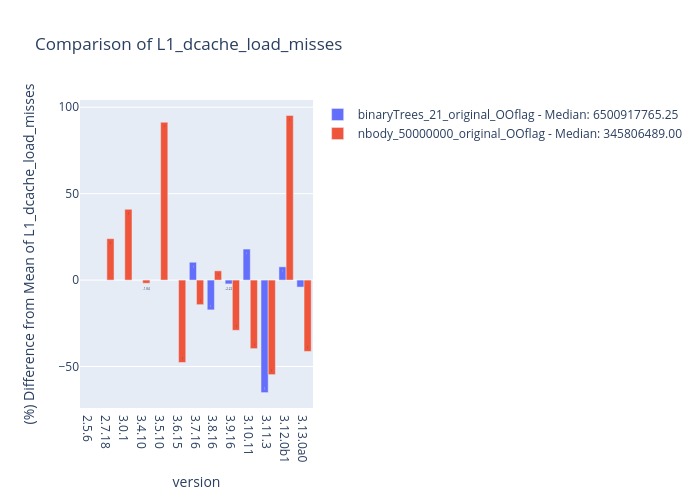 Comparison of L1_dcache_load_misses
binaryTrees_21_original_OOflag - Median: 6500917765.25
nbody_50000000_original_OOflag - Median: 345806489.00
(%) Difference from Mean of L1_dcache_load_misses
100
50
0
−50
2.5.6
2.7.18
3.0.1
3.4.10
3.5.10
3.6.15
3.7.16
3.8.16
3.9.16
3.10.11
3.11.3
3.12.0b1
3.13.0a0
version